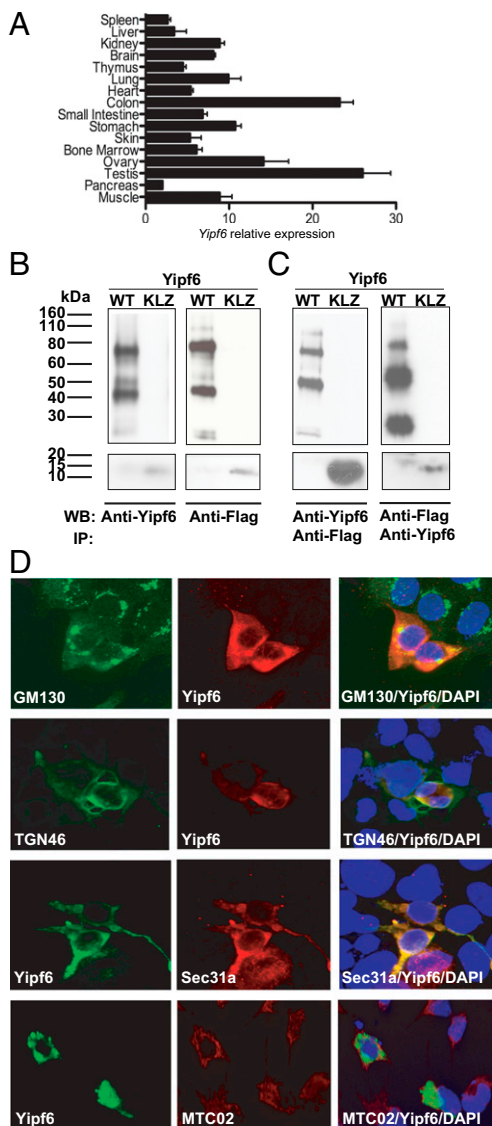 A
Spleen
Liver
Kidney
Brain
Thymus
Lung
Heart
Colon
Small Intestine
Stomach
Skin
Bone Marrow
Ovary
Testis
Pancreas
Muscle
0 10 20 30
Yipf6 relative expression
B
C
Yipf6
Yipf6
kDa
WT KLZ WT KLZ
WT KLZ WT KLZ
160
110
80
60
50
40
30
20
15
10
WB: Anti-Yipf6 Anti-Flag Anti-Yipf6 Anti-Flag
IP: Anti-Flag Anti-Yipf6
D
GM130 Yipf6 GM130/Yipf6/DAPI
TGN46 Yipf6 TGN46/Yipf6/DAPI
Yipf6 Sec31a Sec31a/Yipf6/DAPI
Yipf6 MTC02 MTC02/Yipf6/DAPI